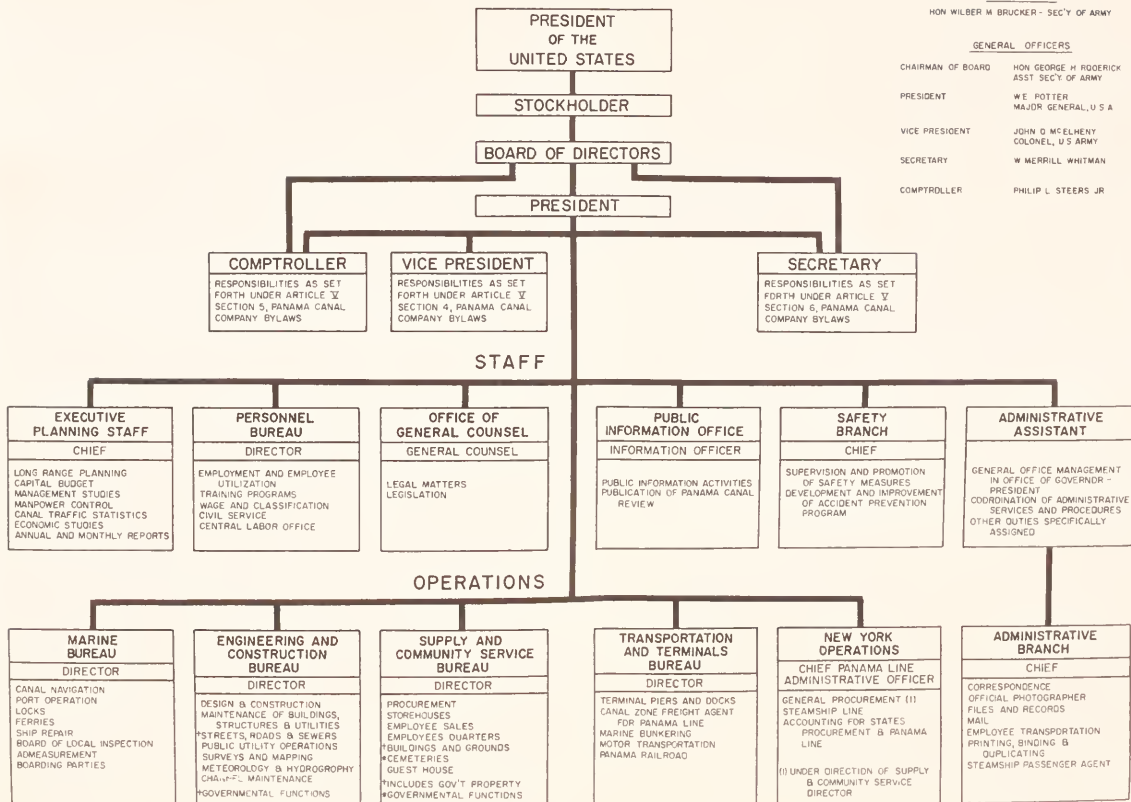 PRESIDENT
OF THE
UNITED STATES
STOCKHOLDER
BOARD OF DIRECTORS
PRESIDENT
HON WILBER M BRUCKER - SEC'Y OF ARMY
GENERAL OFFICERS
CHAIRMAN OF BOARD HON GEORGE H RODERICK
ASST SEC'Y. OF ARMY
PRESIDENT W E POTTER
MAJOR GENERAL, U S A
VICE PRESIDENT JOHN D MCELHENY
COLONEL, U S ARMY
SECRETARY W MERRILL WHITMAN
COMPTROLLER PHILIP L STEERS JR
COMPTROLLER
RESPONSIBILITIES AS SET
FORTH UNDER ARTICLE V
SECTION 5, PANAMA CANAL
COMPANY BYLAWS
VICE PRESIDENT
RESPONSIBILITIES AS SET
FORTH UNDER ARTICLE V
SECTION 4, PANAMA CANAL
COMPANY BYLAWS
SECRETARY
RESPONSIBILITIES AS SET
FORTH UNDER ARTICLE V
SECTION 6, PANAMA CANAL
COMPANY BYLAWS
STAFF
EXECUTIVE
PLANNING STAFF
CHIEF
LONG RANGE PLANNING
CAPITAL BUDGET
MANAGEMENT STUDIES
MANPOWER CONTROL
CANAL TRAFFIC STATISTICS
ECONOMIC STUDIES
ANNUAL AND MONTHLY REPORTS
PERSONNEL
BUREAU
DIRECTOR
EMPLOYMENT AND EMPLOYEE
UTILIZATION
TRAINING PROGRAMS
WAGE AND CLASSIFICATION
CIVIL SERVICE
CENTRAL LABOR OFFICE
OFFICE OF
GENERAL COUNSEL
GENERAL COUNSEL
LEGAL MATTERS
LEGISLATION
PUBLIC
INFORMATION OFFICE
INFORMATION OFFICER
PUBLIC INFORMATION ACTIVITIES
PUBLICATION OF PANAMA CANAL
REVIEW
SAFETY
BRANCH
CHIEF
SUPERVISION AND PROMOTION
OF SAFETY MEASURES
DEVELOPMENT AND IMPROVEMENT
OF ACCIDENT PREVENTION
PROGRAM
ADMINISTRATIVE
ASSISTANT
GENERAL OFFICE MANAGEMENT
IN OFFICE OF GOVERNOR -
PRESIDENT
COORDINATION OF ADMINISTRATIVE
SERVICES AND PROCEDURES
OTHER DUTIES SPECIFICALLY
ASSIGNED
OPERATIONS
MARINE
BUREAU
DIRECTOR
CANAL NAVIGATION
PORT OPERATION
LOCKS
FERRIES
SHIP REPAIR
BOARD OF LOCAL INSPECTION
ADMEASUREMENT
BOARDING PARTIES
ENGINEERING AND
CONSTRUCTION
BUREAU
DIRECTOR
DESIGN & CONSTRUCTION
MAINTENANCE OF BUILDINGS,
STRUCTURES & UTILITIES
†STREETS, ROADS & SEWERS
PUBLIC UTILITY OPERATIONS
SURVEYS AND MAPPING
METEOROLOGY & HYDROGROPHY
CHANNEL MAINTENANCE
†GOVERNMENTAL FUNCTIONS
SUPPLY AND
COMMUNITY SERVICE
BUREAU
DIRECTOR
PROCUREMENT
STOREHOUSES
EMPLOYEE SALES
EMPLOYEES QUARTERS
†BUILDINGS AND GROUNDS
*CEMETERIES
GUEST HOUSE
†INCLUDES GOV'T PROPERTY
*GOVERNMENTAL FUNCTIONS
TRANSPORTATION
AND TERMINALS
BUREAU
DIRECTOR
TERMINAL PIERS AND DOCKS
CANAL ZONE FREIGHT AGENT
FOR PANAMA LINE
MARINE BUNKERING
MOTOR TRANSPORTATION
PANAMA RAILROAD
NEW YORK
OPERATIONS
CHIEF PANAMA LINE
ADMINISTRATIVE OFFICER
GENERAL PROCUREMENT (1)
STEAMSHIP LINE
ACCOUNTING FOR STATES
PROCUREMENT & PANAMA
LINE
(1) UNDER DIRECTION OF SUPPLY
& COMMUNITY SERVICE
DIRECTOR
ADMINISTRATIVE
BRANCH
CHIEF
CORRESPONDENCE
OFFICIAL PHOTOGRAPHER
FILES AND RECORDS
MAIL
EMPLOYEE TRANSPORTATION
PRINTING, BINDING &
DUPLICATING
STEAMSHIP PASSENGER AGENT